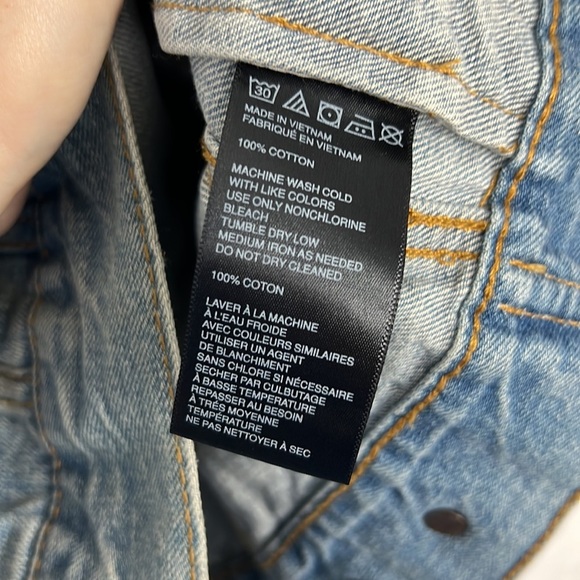 30
MADE IN VIETNAM
FABRIQUÉ EN VIETNAM
100% COTTON
MACHINE WASH COLD
WITH LIKE COLORS
USE ONLY NONCHLORINE
BLEACH
TUMBLE DRY LOW
MEDIUM IRON AS NEEDED
DO NOT DRY CLEANED
100% COTON
LAVER À LA MACHINE
À L'EAU FROIDE
AVEC COULEURS SIMILAIRES
UTILISER UN AGENT
DE BLANCHIMENT
SANS CHLORE SI NÉCESSAIRE
SECHER PAR CULBUTAGE
À BASSE TEMPÉRATURE
REPASSER AU BESOIN
À TRÉS MOYENNE
TEMPÉRATURE
NE PAS NETTOYER À SEC